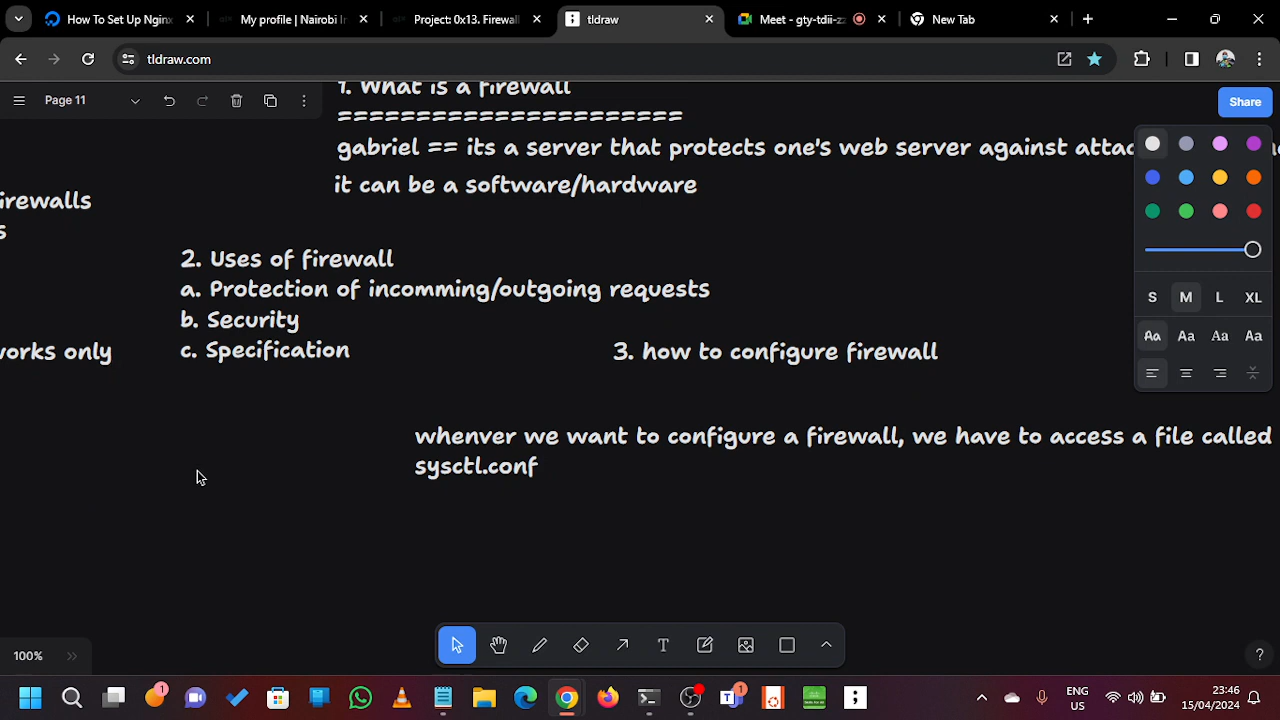 How To Set Up Nginx
My profile | Nairobi In
Project: 0x13. Firewall
tldraw
Meet - gty-tdii-zz
New Tab
tldraw.com
Page 11
Share
1. What is a firewall
======================
gabriel == its a server that protects one's web server against attac
it can be a software/hardware
irewalls
s
2. Uses of firewall
a. Protection of incomming/outgoing requests
b. Security
vorks only
c. Specification
3. how to configure firewall
whenver we want to configure a firewall, we have to access a file called
sysctl.conf
S M L XL
Aa Aa Aa Aa
T
100%
?
1
1
ENG
US
23:46
15/04/2024